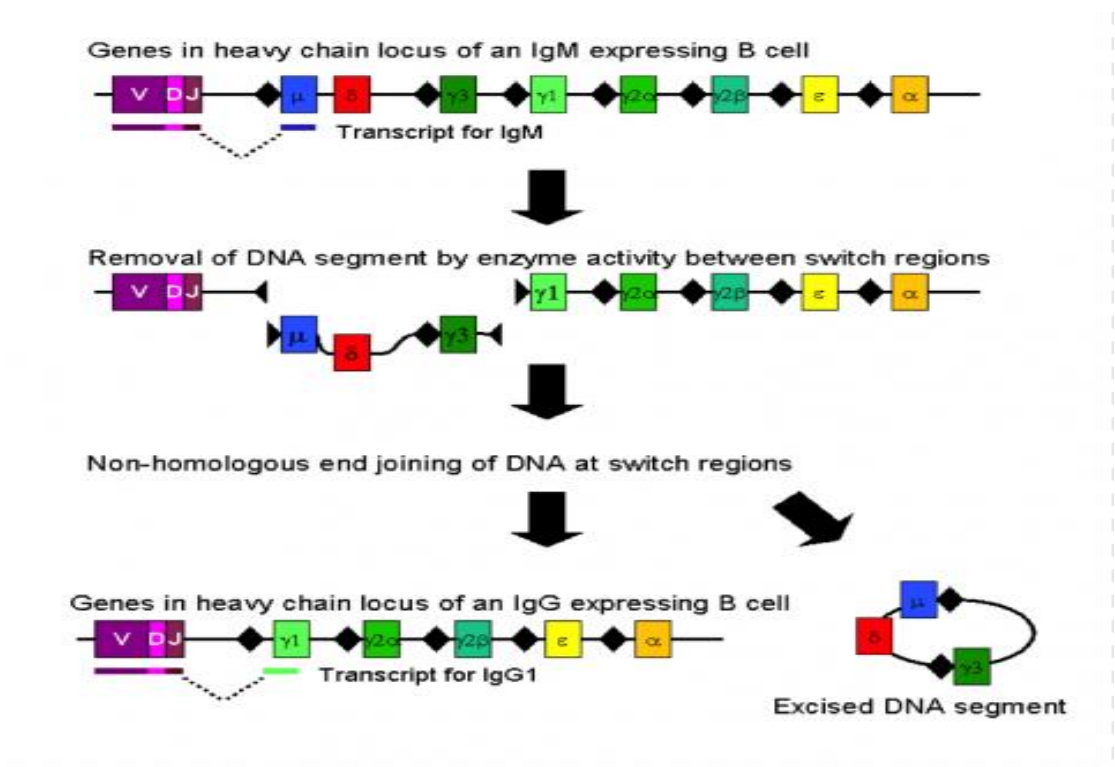 Genes in heavy chain locus of an IgM expressing B cell
V D J μ δ γ3 γ1 γ2α γ2β ε α
Transcript for IgM
Removal of DNA segment by enzyme activity between switch regions
V D J γ1 γ2α γ2β ε α
μ δ γ3
Non-homologous end joining of DNA at switch regions
Genes in heavy chain locus of an IgG expressing B cell
V D J γ1 γ2α γ2β ε α
Transcript for IgG1
μ
δ
γ3
Excised DNA segment